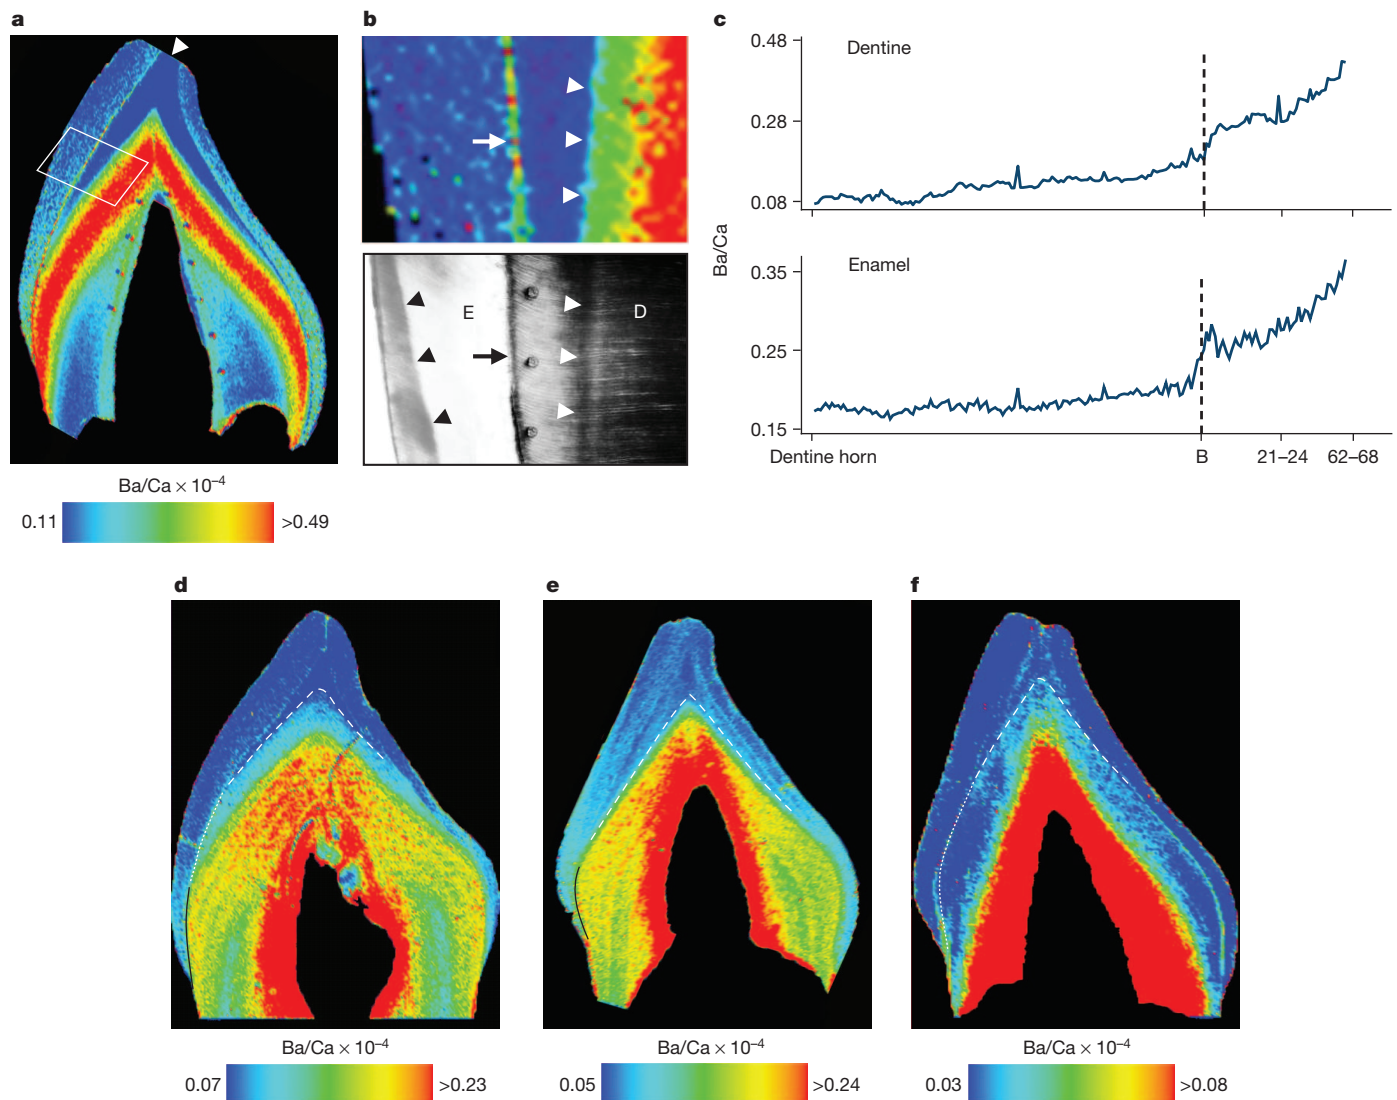 a
b
c
0.48
Dentine
0.28
0.08
Ba/Ca
0.35
Enamel
0.25
0.15
Dentine horn
B
21–24
62–68
E
D
Ba/Ca × 10–4
0.11
>0.49
d
e
f
Ba/Ca × 10–4
0.07
>0.23
Ba/Ca × 10–4
0.05
>0.24
Ba/Ca × 10–4
0.03
>0.08